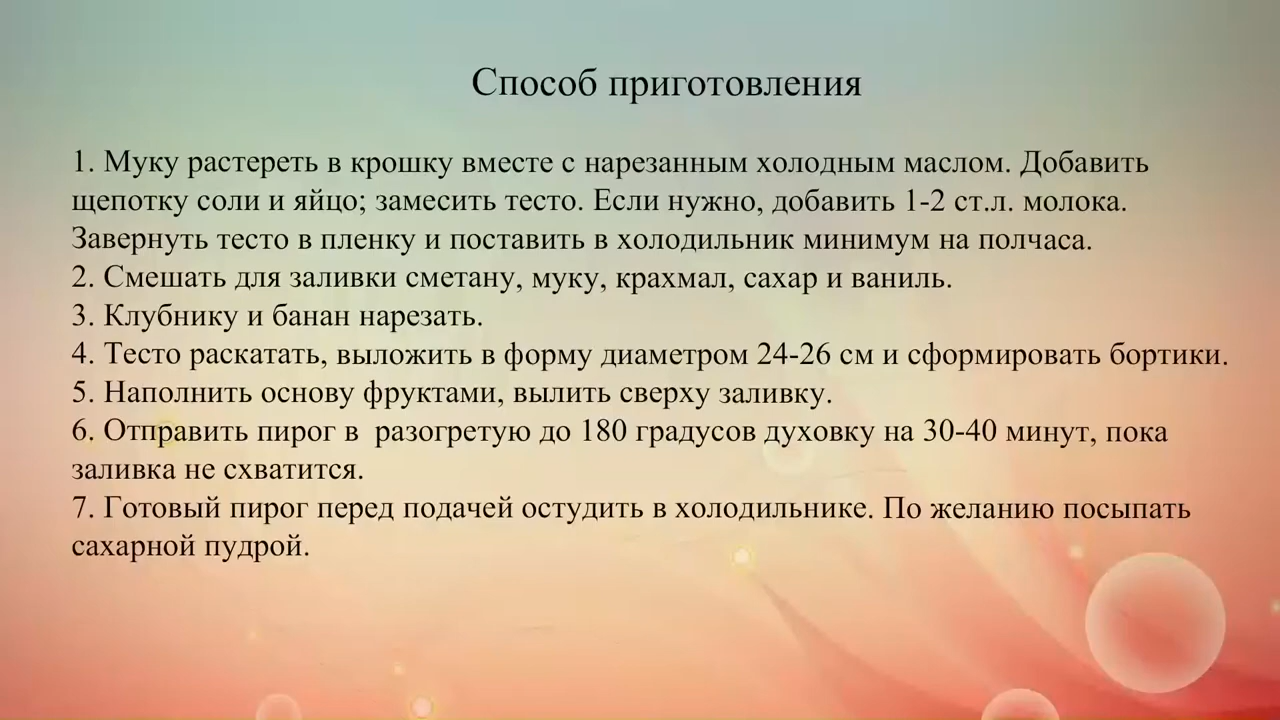 Способ приготовления
1. Муку растереть в крошку вместе с нарезанным холодным маслом. Добавить
щепотку соли и яйцо; замесить тесто. Если нужно, добавить 1-2 ст.л. молока.
Завернуть тесто в пленку и поставить в холодильник минимум на полчаса.
2. Смешать для заливки сметану, муку, крахмал, сахар и ваниль.
3. Клубнику и банан нарезать.
4. Тесто раскатать, выложить в форму диаметром 24-26 см и сформировать бортики.
5. Наполнить основу фруктами, вылить сверху заливку.
6. Отправить пирог в  разогретую до 180 градусов духовку на 30-40 минут, пока
заливка не схватится.
7. Готовый пирог перед подачей остудить в холодильнике. По желанию посыпать
сахарной пудрой.